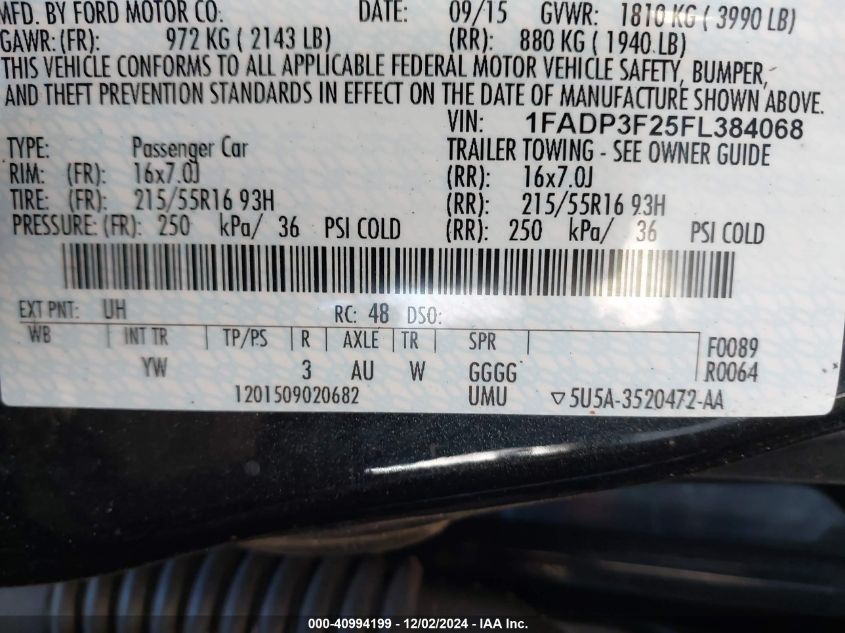 MFD. BY FORD MOTOR CO. DATE: 09/15 GVWR: 1810 KG ( 3990 LB)
GAWR: (FR): 972 KG ( 2143 LB) (RR): 880 KG ( 1940 LB)
THIS VEHICLE CONFORMS TO ALL APPLICABLE FEDERAL MOTOR VEHICLE SAFETY, BUMPER,
AND THEFT PREVENTION STANDARDS IN EFFECT ON THE DATE OF MANUFACTURE SHOWN ABOVE.
VIN: 1FADP3F25FL384068
TYPE: Passenger Car TRAILER TOWING - SEE OWNER GUIDE
RIM: (FR): 16x7.0J (RR): 16x7.0J
TIRE: (FR): 215/55R16 93H (RR): 215/55R16 93H
PRESSURE: (FR): 250 kPa/ 36 PSI COLD (RR): 250 kPa/ 36 PSI COLD
EXT PNT: UH RC: 48 DSO:
WB INT TR TP/PS R AXLE TR SPR F0089
YW 3 AU W GGGG R0064
1201509020682 UMU ▽5U5A-3520472-AA
000-40994199 - 12/02/2024 - IAA Inc.